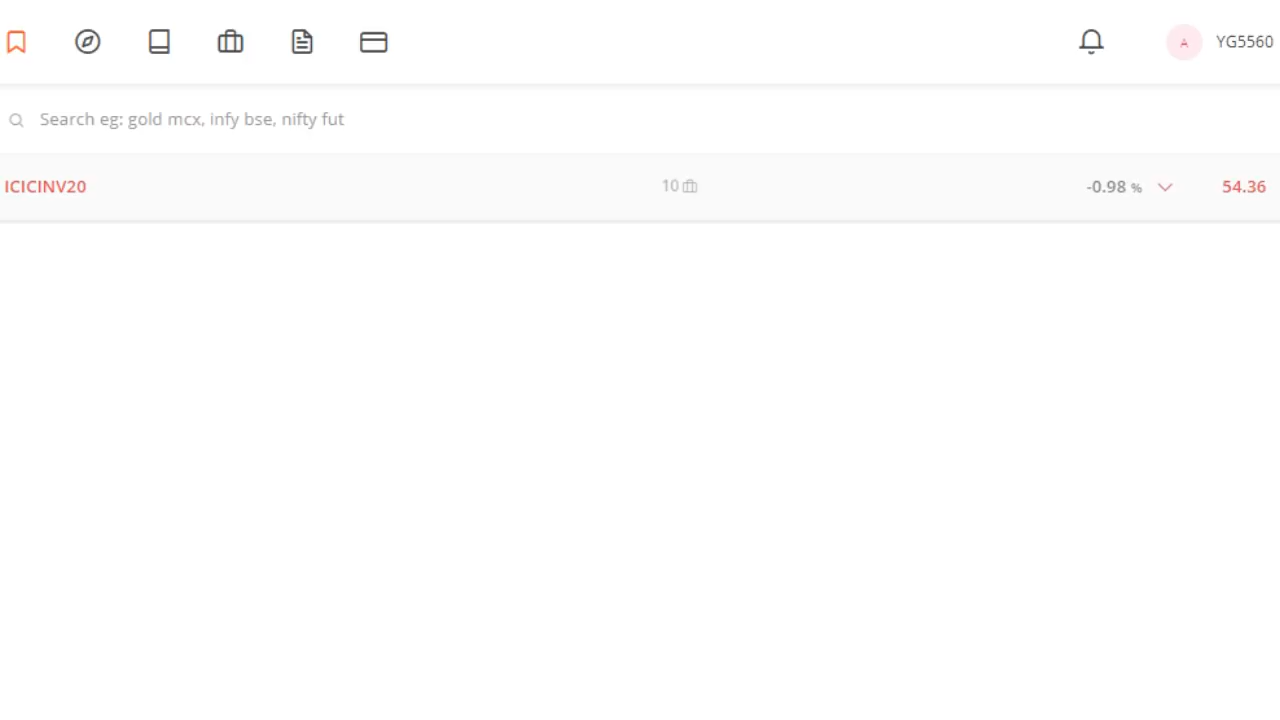 A YG5560
Search eg: gold mcx, infy bse, nifty fut
ICICINV20 10 -0.98 % 54.36